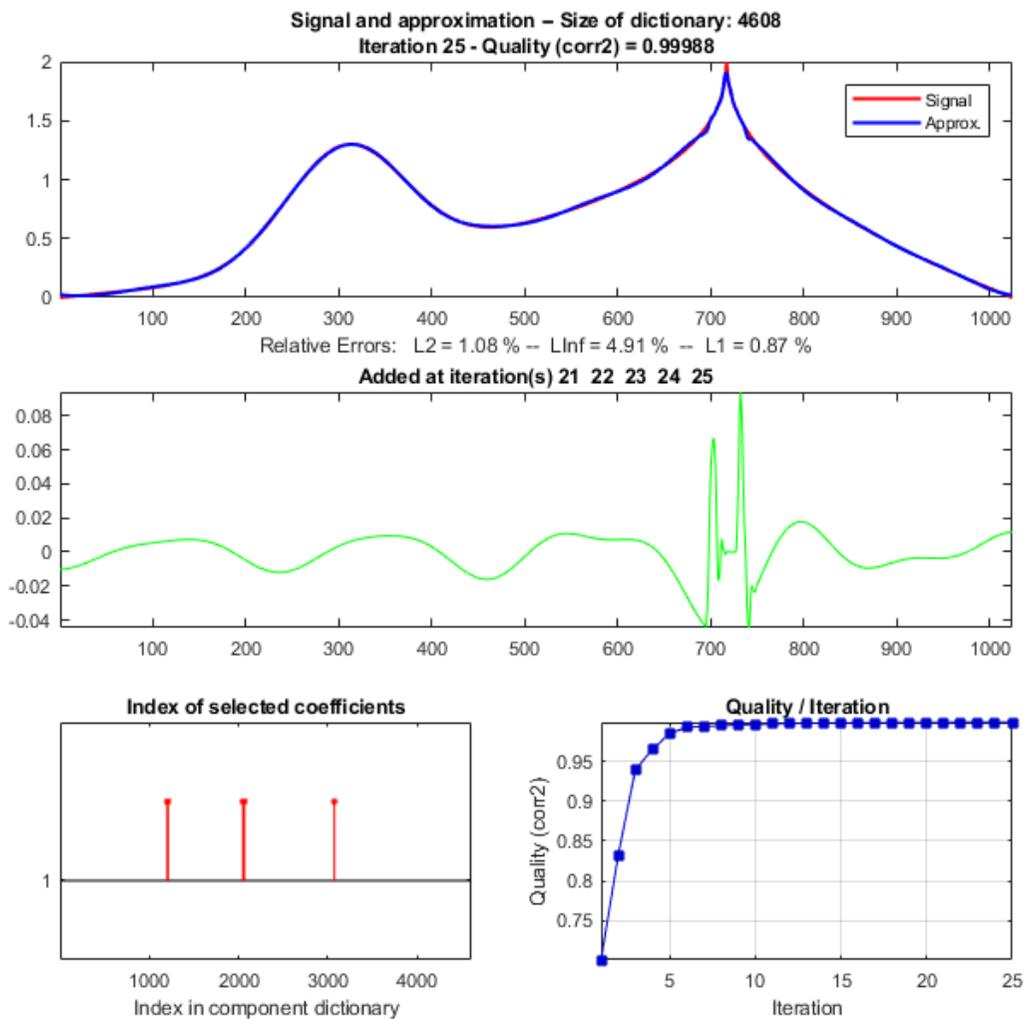 Signal and approximation -- Size of dictionary: 4608
Iteration 25 - Quality (corr2) = 0.99988
2
1.5
1
0.5
0
Signal
Approx.
100 200 300 400 500 600 700 800 900 1000
Relative Errors: L2 = 1.08 % -- LInf = 4.91 % -- L1 = 0.87 %
Added at iteration(s) 21 22 23 24 25
0.08
0.06
0.04
0.02
0
-0.02
-0.04
100 200 300 400 500 600 700 800 900 1000
Index of selected coefficients
1
1000 2000 3000 4000
Index in component dictionary
Quality / Iteration
Quality (corr2)
0.95
0.9
0.85
0.8
0.75
5 10 15 20 25
Iteration